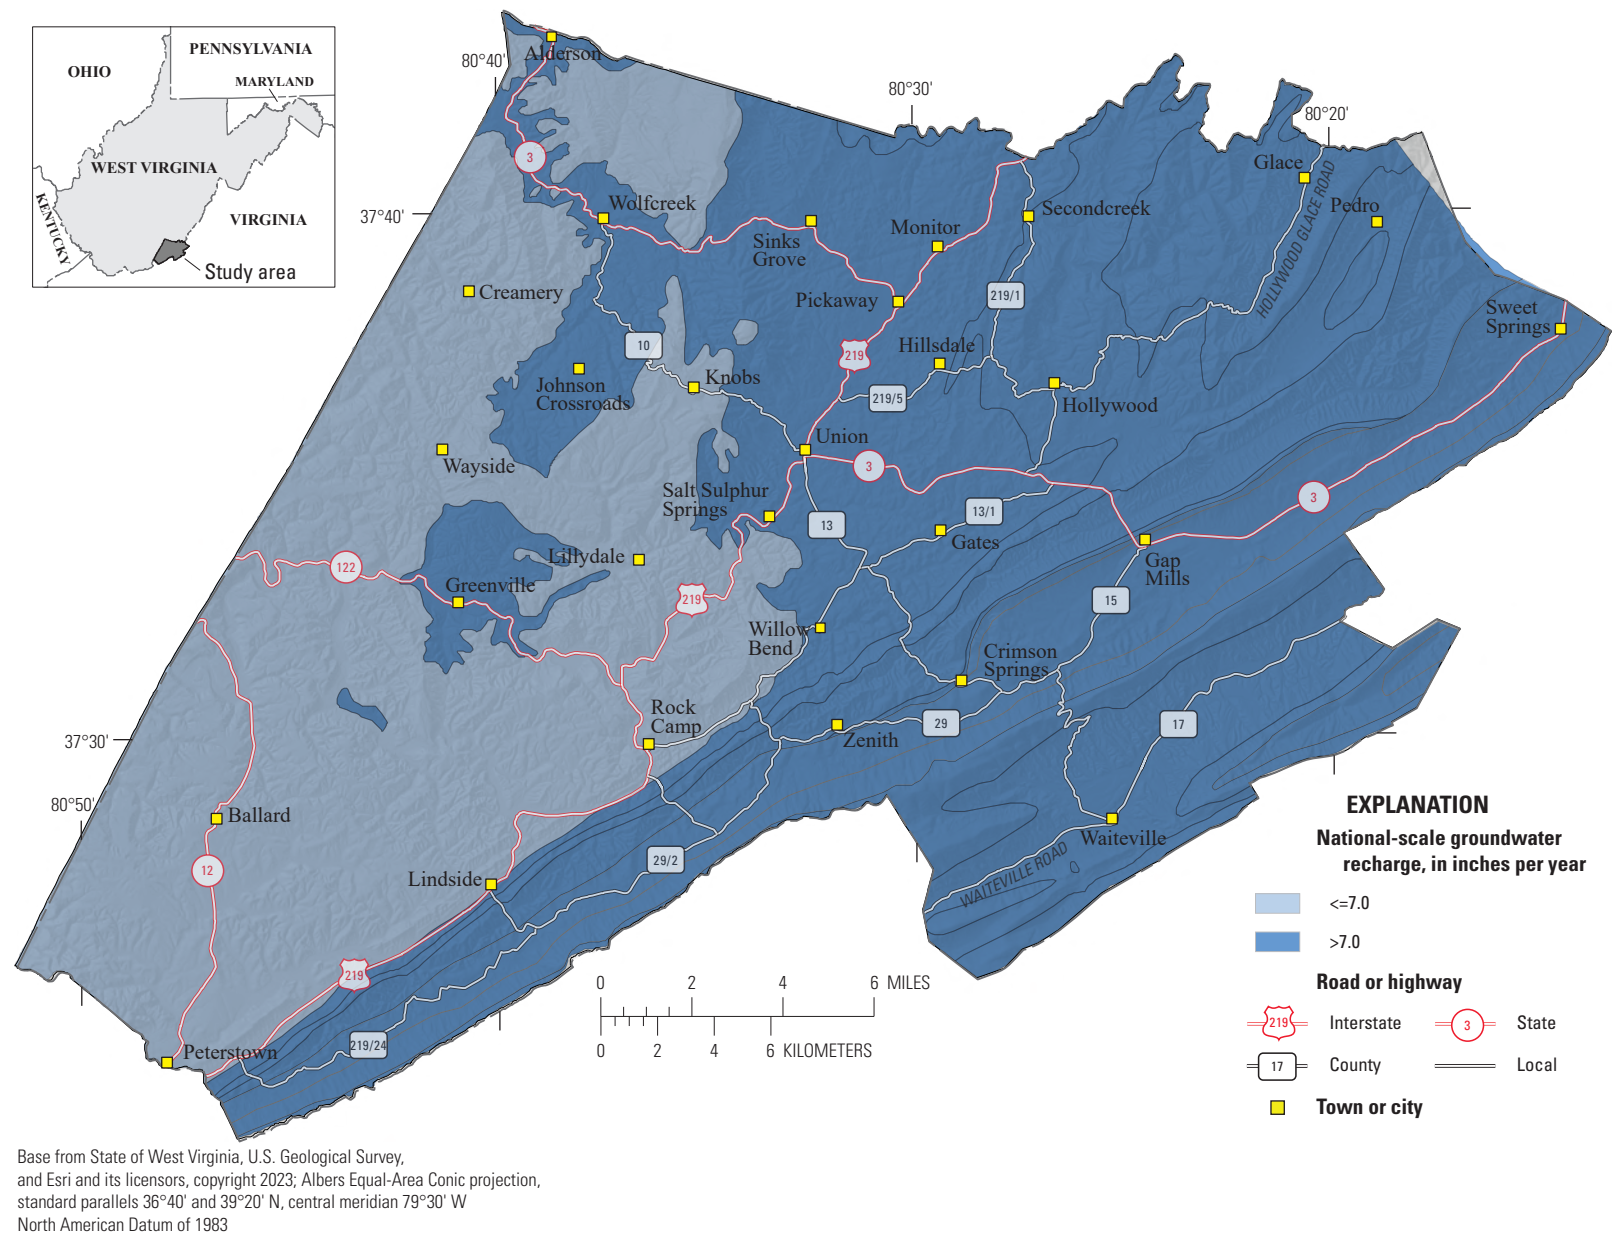 OHIO
PENNSYLVANIA
MARYLAND
WEST VIRGINIA
KENTUCKY
VIRGINIA
Study area
80°40'
80°30'
80°20'
37°40'
37°30'
80°50'
Alderson
3
Wolfcreek
Creamery
Sinks
Grove
Monitor
Secondcreek
Glace
Pedro
HOLLYWOOD GLACE ROAD
Pickaway
219/1
Sweet
Springs
10
219
Hillsdale
Johnson
Crossroads
Knobs
219/5
Hollywood
Union
Wayside
3
Salt Sulphur
Springs
13
13/1
3
Gates
Gap
Mills
122
Lillydale
Greenville
219
15
Willow
Bend
Crimson
Springs
Rock
Camp
29
17
Zenith
Ballard
Waiteville
WAITEVILLE ROAD
12
29/2
Lindside
219
219/24
Peterstown
0 2 4 6 MILES
0 2 4 6 KILOMETERS
EXPLANATION
National-scale groundwater
recharge, in inches per year
<=7.0
>7.0
Road or highway
219 Interstate 3 State
17 County Local
Town or city
Base from State of West Virginia, U.S. Geological Survey,
and Esri and its licensors, copyright 2023; Albers Equal-Area Conic projection,
standard parallels 36°40' and 39°20' N, central meridian 79°30' W
North American Datum of 1983